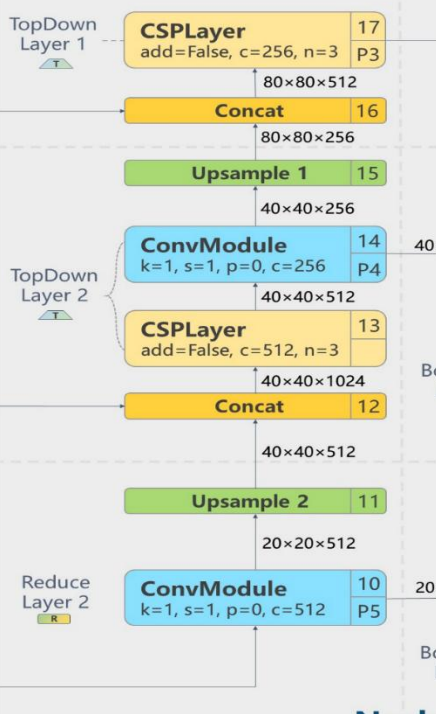 TopDown
Layer 1
T
CSPLayer
add=False, c=256, n=3
17
P3
80×80×512
Concat
16
80×80×256
Upsample 1
15
40×40×256
TopDown
Layer 2
T
ConvModule
k=1, s=1, p=0, c=256
14
P4
40
40×40×512
CSPLayer
add=False, c=512, n=3
13
40×40×1024
Concat
12
40×40×512
Upsample 2
11
20×20×512
Reduce
Layer 2
R
ConvModule
k=1, s=1, p=0, c=512
10
P5
20